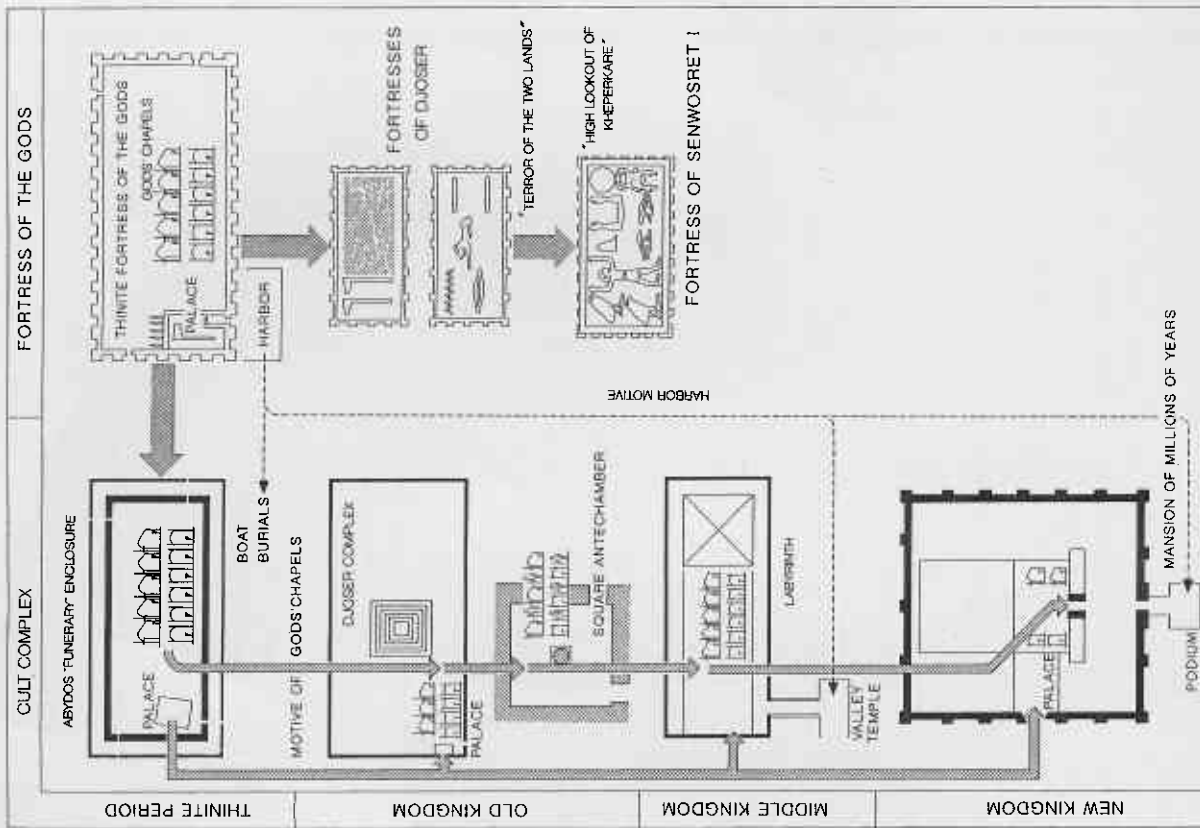 CULT COMPLEX
FORTRESS OF THE GODS
THINITE PERIOD
OLD KINGDOM
MIDDLE KINGDOM
NEW KINGDOM
ABYDOS "FUNERARY" ENCLOSURE
PALACE
BOAT
BURIALS
MOTIVE OF GODS' CHAPELS
DJOSER COMPLEX
PALACE
SQUARE ANTECHAMBER
LABYRINTH
VALLEY
TEMPLE
PALACE
PODIUM
MANSION OF MILLIONS OF YEARS
HARBOR MOTIVE
THINITE FORTRESS OF THE GODS
GODS' CHAPELS
PALACE
HARBOR
FORTRESSES
OF DJOSER
"TERROR OF THE TWO LANDS"
"HIGH LOOKOUT OF
KHEPERKARE"
FORTRESS OF SENWOSRET I